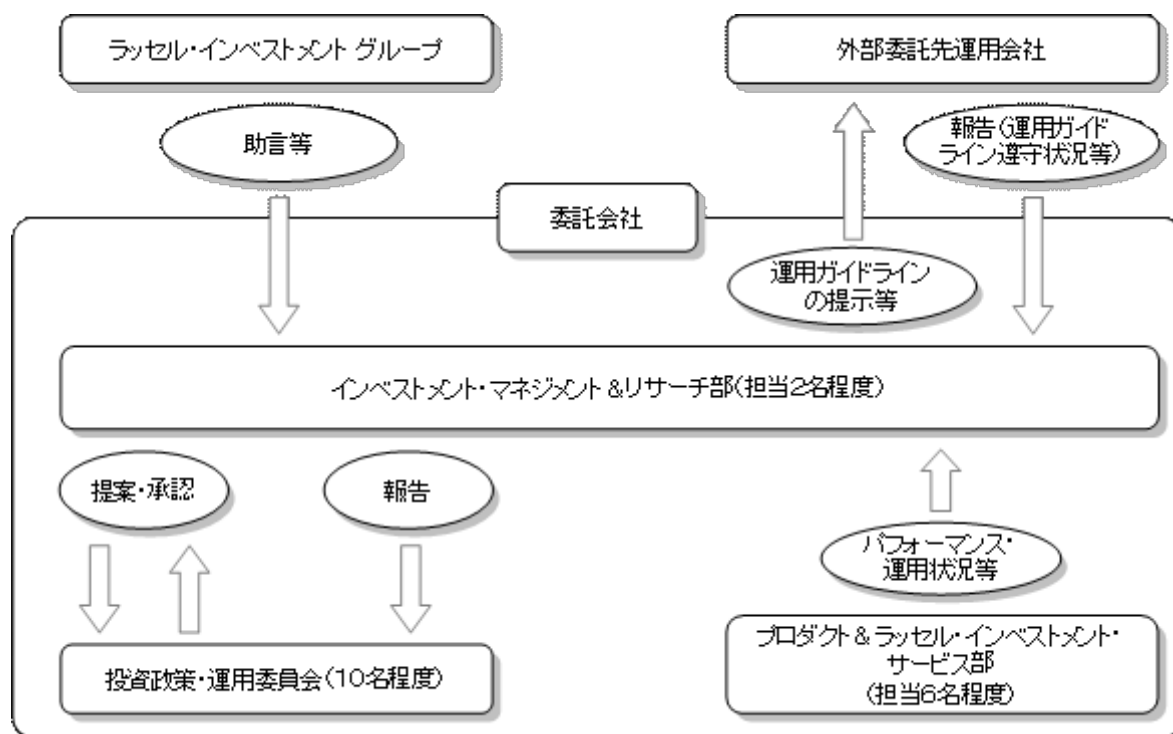 ラッセル・インベストメント グループ
外部委託先運用会社
助言等
報告(運用ガイド
ライン遵守状況等)
委託会社
運用ガイドライン
の提示等
インベストメント・マネジメント&リサーチ部(担当2名程度)
提案・承認
報告
パフォーマンス・
運用状況等
投資政策・運用委員会(10名程度)
プロダクト&ラッセル・インベストメント・
サービス部
(担当6名程度)